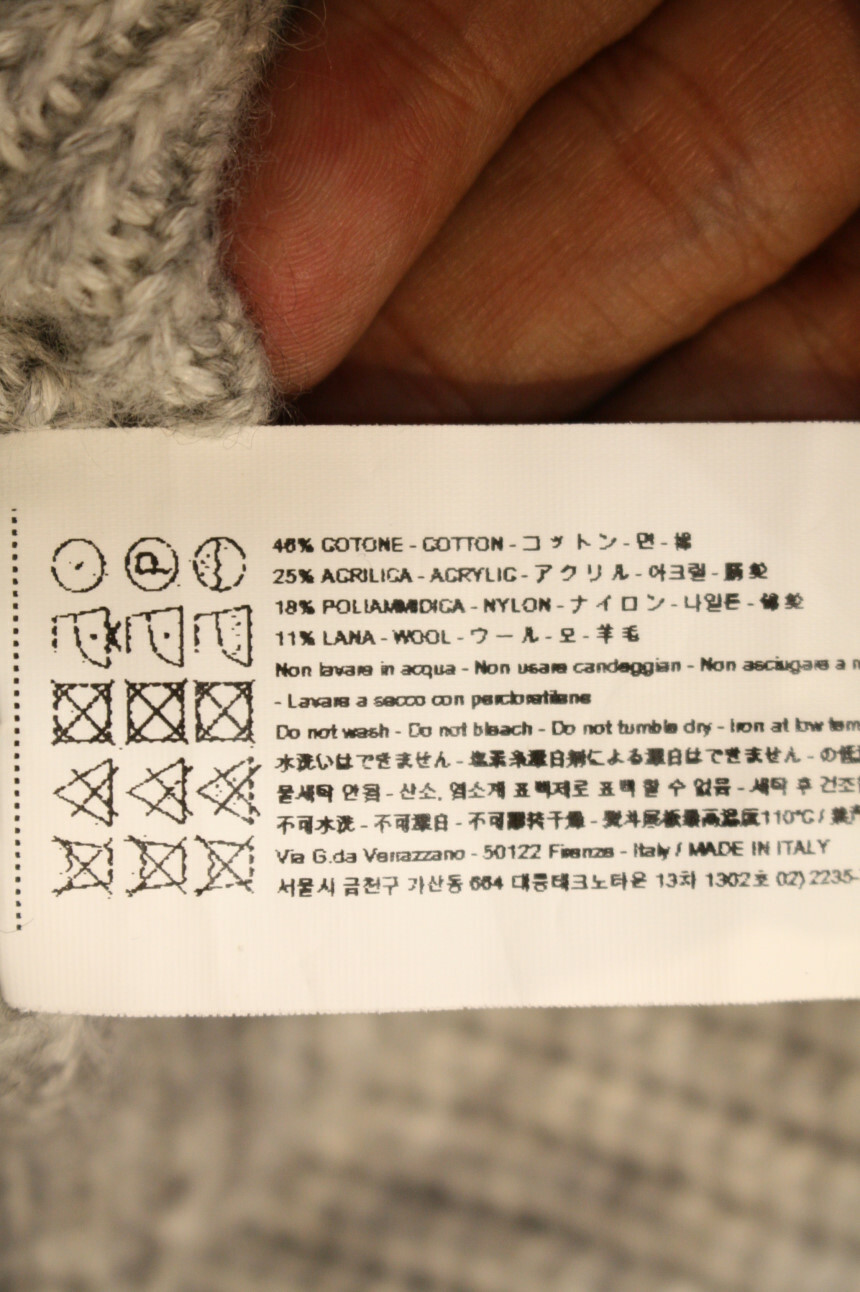 46% COTONE - COTTON - コットン - 면 - 棉
25% ACRILICA - ACRYLIC - アクリル - 아크릴 - 腈纶
18% POLIAMMIDICA - NYLON - ナイロン - 나일론 - 锦纶
11% LANA - WOOL - ウール - 모 - 羊毛
Non lavare in acqua - Non usare candeggian - Non asciugare a
- Lavare a secco con percloretilene
Do not wash - Do not bleach - Do not tumble dry - Iron at low tem
水洗いはできません - 塩素系漂白剤による漂白はできません - の低
물세탁 안됨 - 산소, 염소계 표백제로 표백 할 수 없음 - 세탁 후 건조
不可水洗 - 不可漂白 - 不可翻转干燥 - 熨斗底板最高温度110°C /
Via G.da Verrazzano - 50122 Firenze - Italy / MADE IN ITALY
서울시 금천구 가산동 664 대륭테크노타운 13차 1302호 02) 2235-